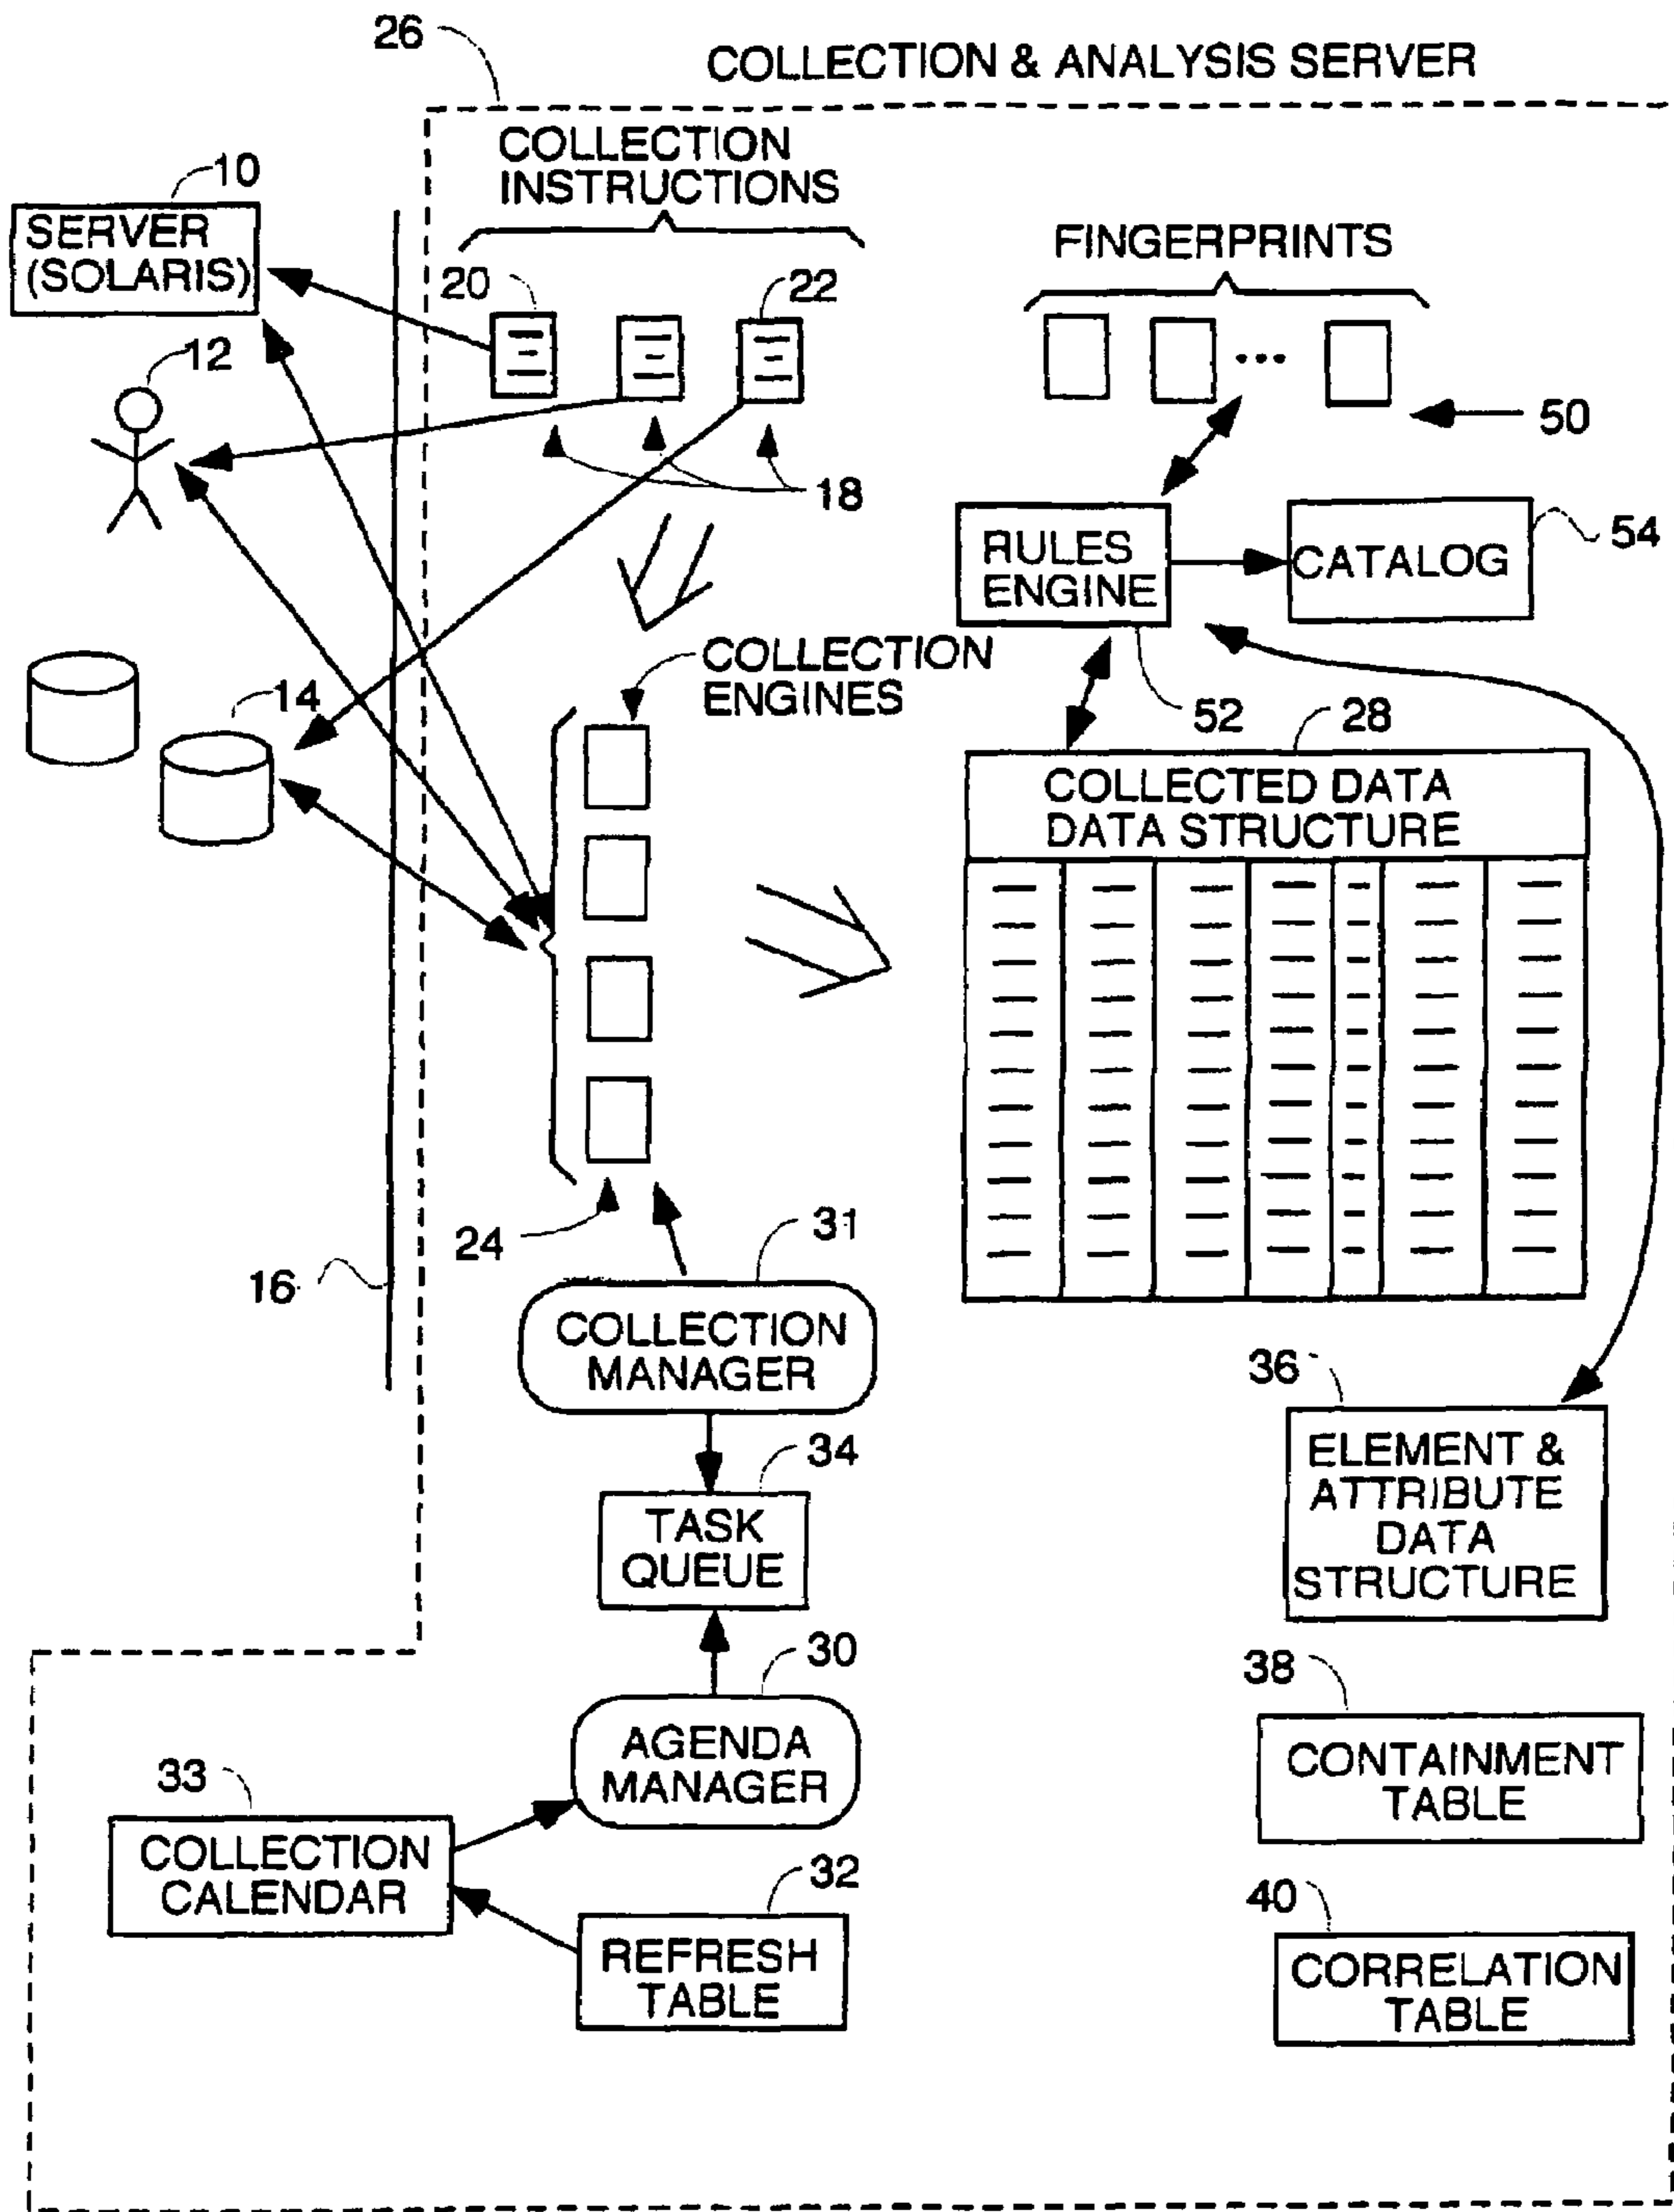 26
COLLECTION & ANALYSIS SERVER
COLLECTION
INSTRUCTIONS
10
SERVER
(SOLARIS)
FINGERPRINTS
20
22
12
50
18
RULES
ENGINE
CATALOG
54
COLLECTION
ENGINES
14
52
28
COLLECTED DATA
DATA STRUCTURE
24
31
16
COLLECTION
MANAGER
36
34
ELEMENT &
ATTRIBUTE
DATA
STRUCTURE
TASK
QUEUE
30
38
AGENDA
MANAGER
CONTAINMENT
TABLE
33
COLLECTION
CALENDAR
32
40
REFRESH
TABLE
CORRELATION
TABLE